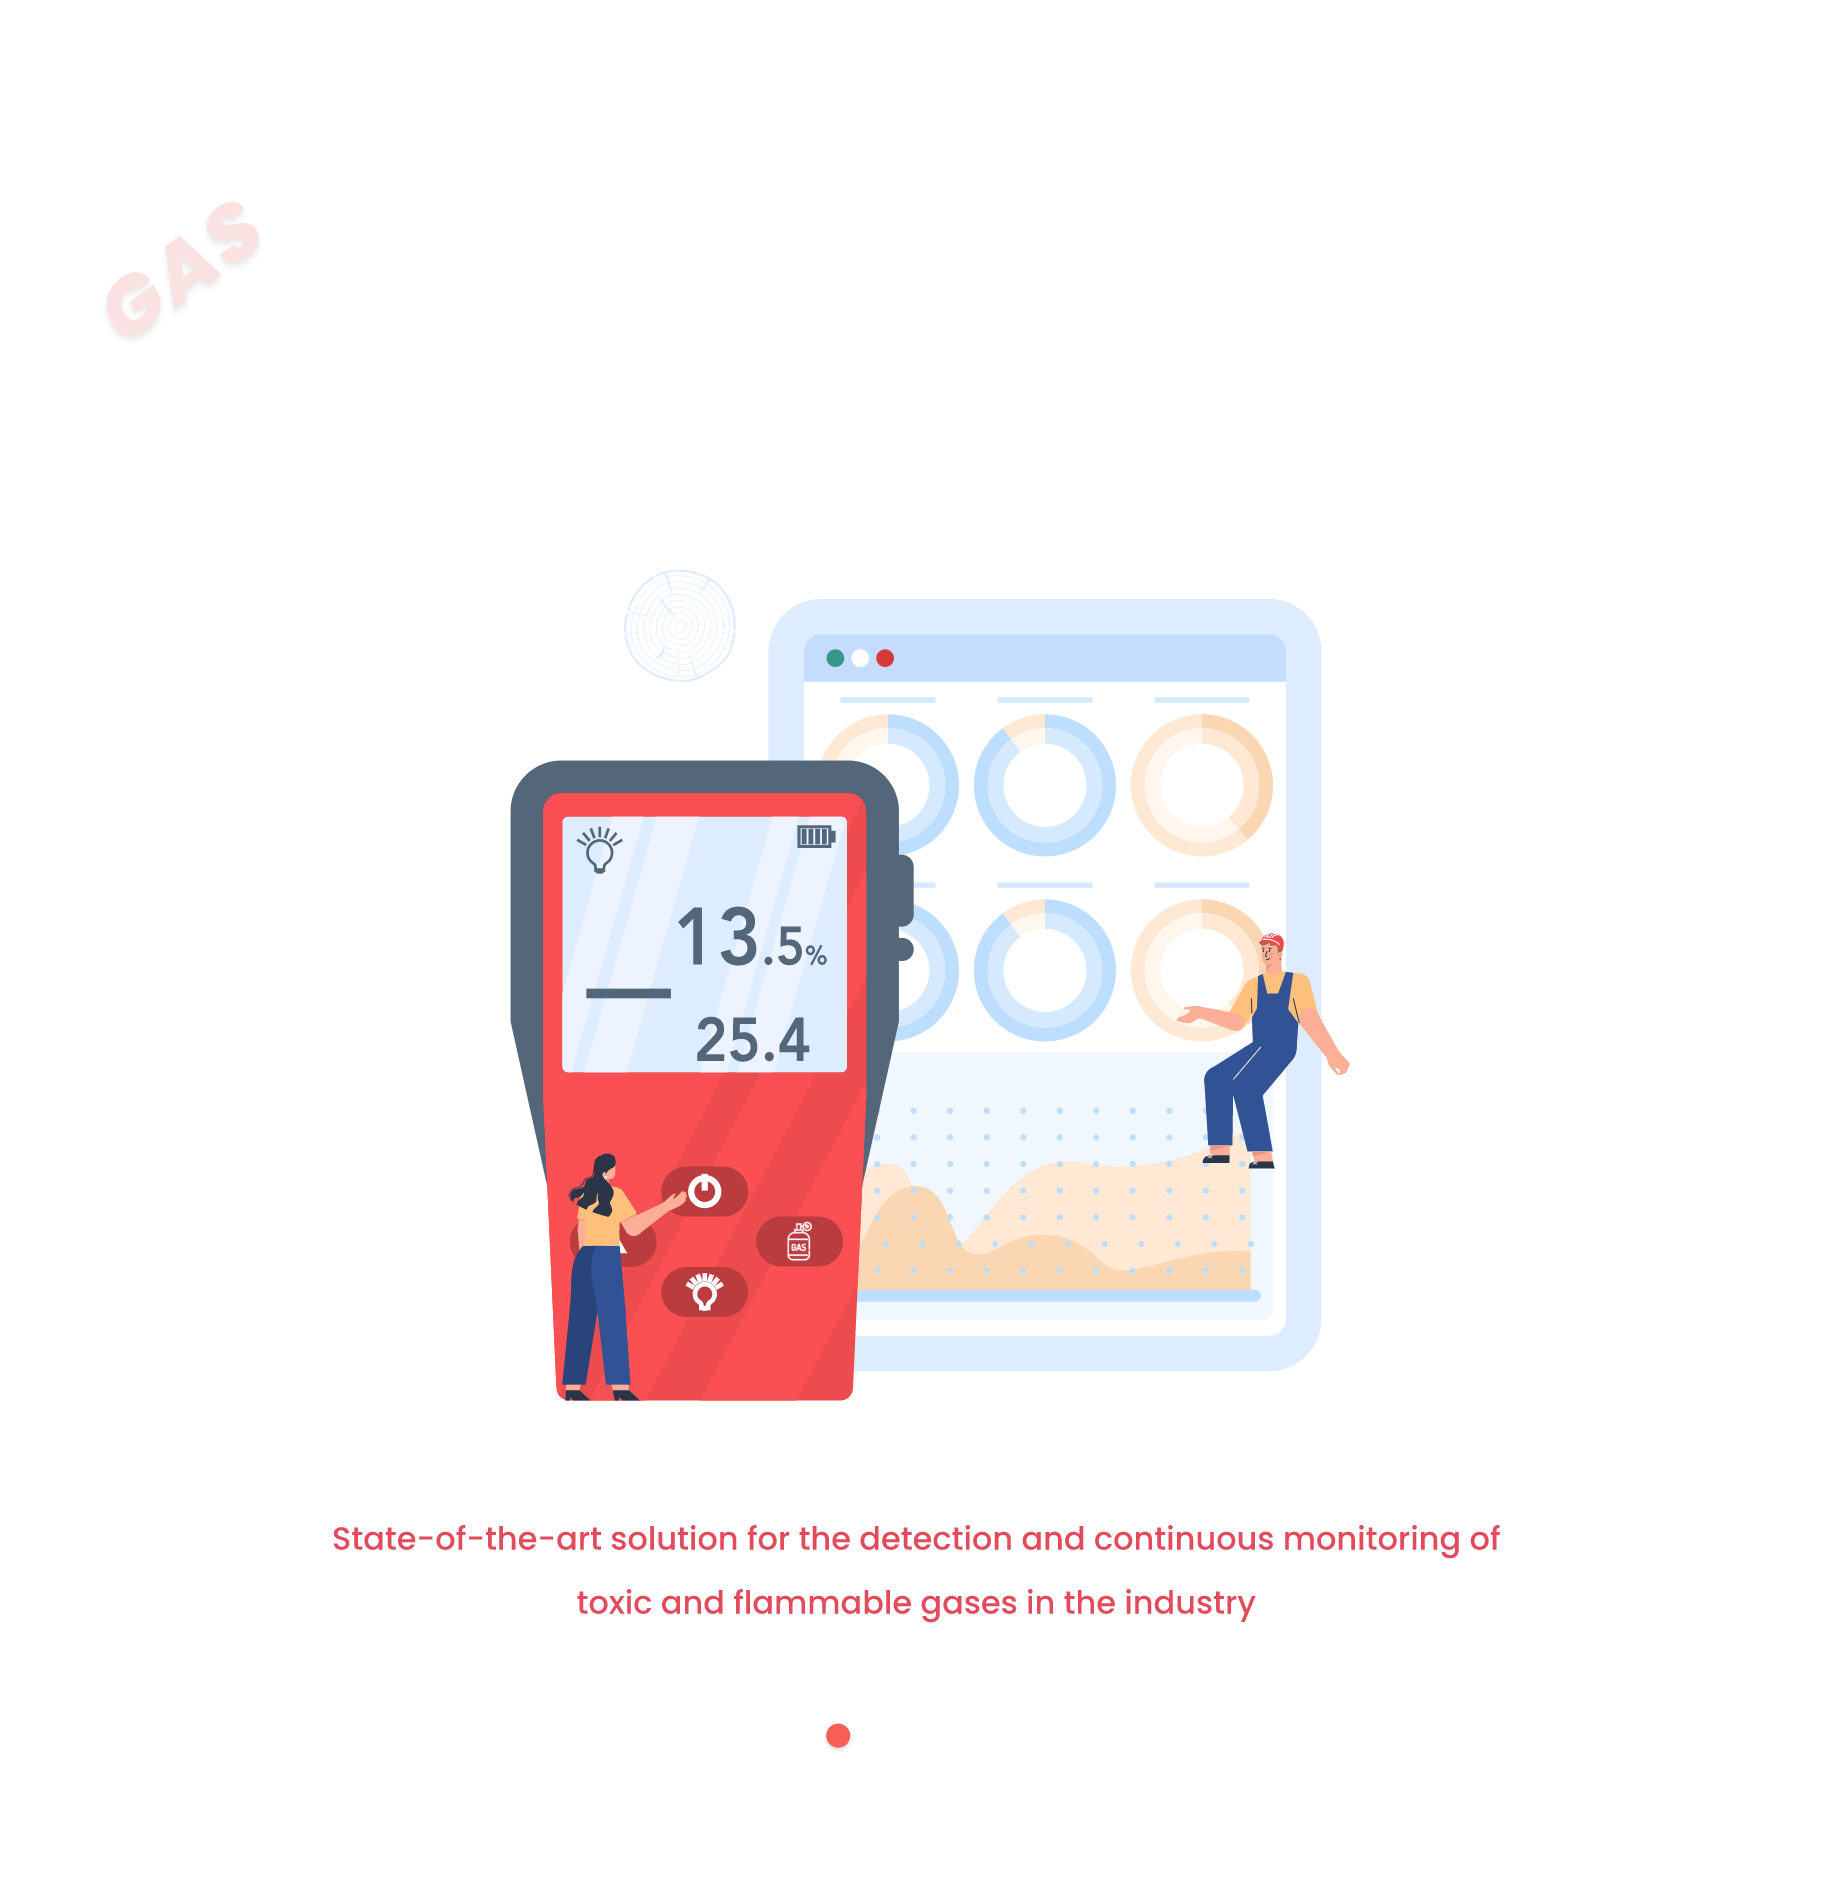 GAS
13.5%
25.4
GAS
State-of-the-art solution for the detection and continuous monitoring of
toxic and flammable gases in the industry